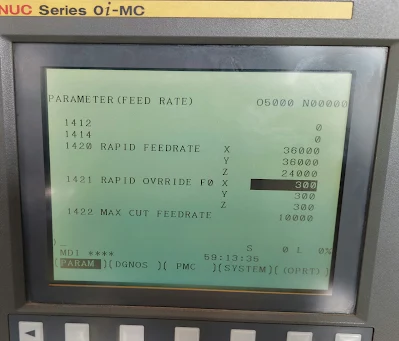 NUC Series 0i-MC
PARAMETER (FEED RATE) O5000 N00000
1412 0
1414 0
1420 RAPID FEEDRATE X 36000
Y 36000
Z 24000
1421 RAPID OVRRIDE F0 X 300
Y 300
Z 300
1422 MAX CUT FEEDRATE 10000
)_
S 0 L 0%
MDI **** 59:13:36
(PARAM )(DGNOS )( PMC )(SYSTEM)( (OPRT) )